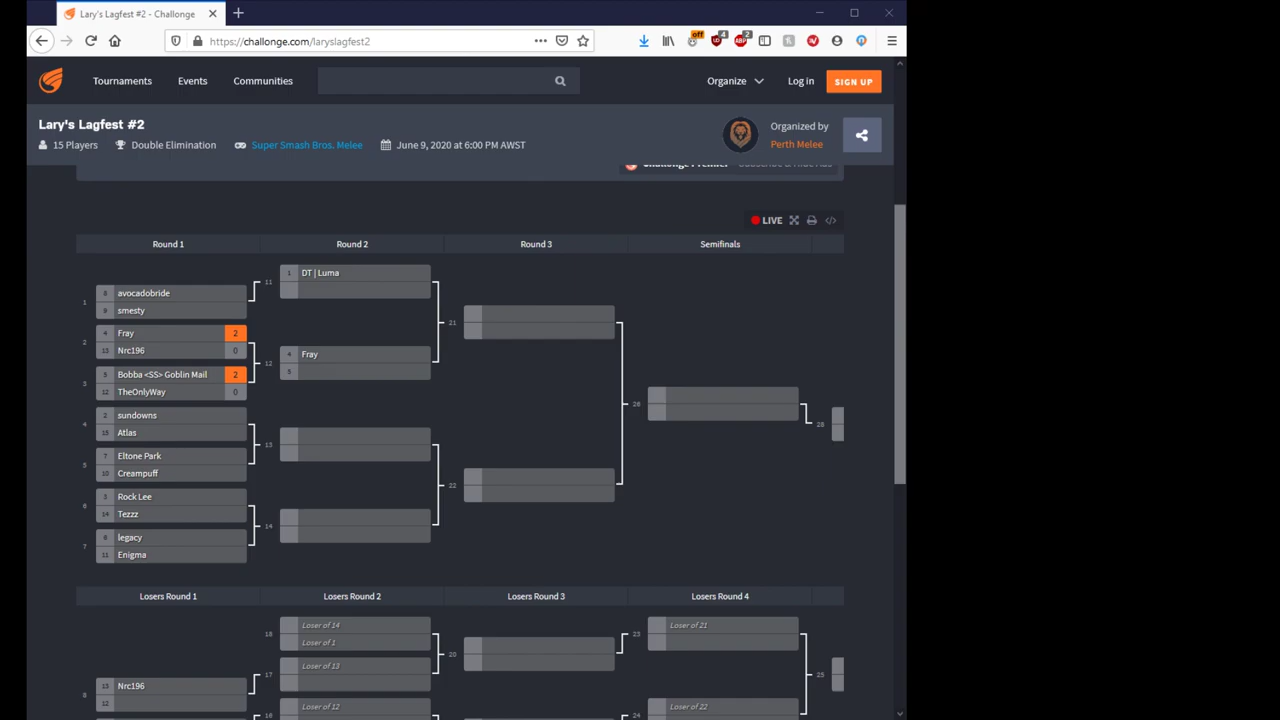 Lary's Lagfest #2 - Challonge
https://challonge.com/laryslagfest2
off 4 2
Tournaments Events Communities Organize Log in SIGN UP
Lary's Lagfest #2
15 Players Double Elimination Super Smash Bros. Melee June 9, 2020 at 6:00 PM AWST
Organized by
Perth Melee
LIVE
Round 1 Round 2 Round 3 Semifinals
1 DT | Luma
11
8 avocadobride
1
9 smesty
21
4 Fray 2
2
13 Nrc196 0
4 Fray
12
5
5 Bobba <SS> Goblin Mail 2
3
12 TheOnlyWay 0
26
2 sundowns
4
15 Atlas
13
28
7 Eltone Park
5
10 Creampuff
22
3 Rock Lee
6
14 Tezzz
14
6 legacy
7
11 Enigma
Losers Round 1 Losers Round 2 Losers Round 3 Losers Round 4
Loser of 14
18
Loser of 1
Loser of 21
23
20
Loser of 13
17
25
13 Nrc196
8
12
Loser of 12
16
24
Loser of 22